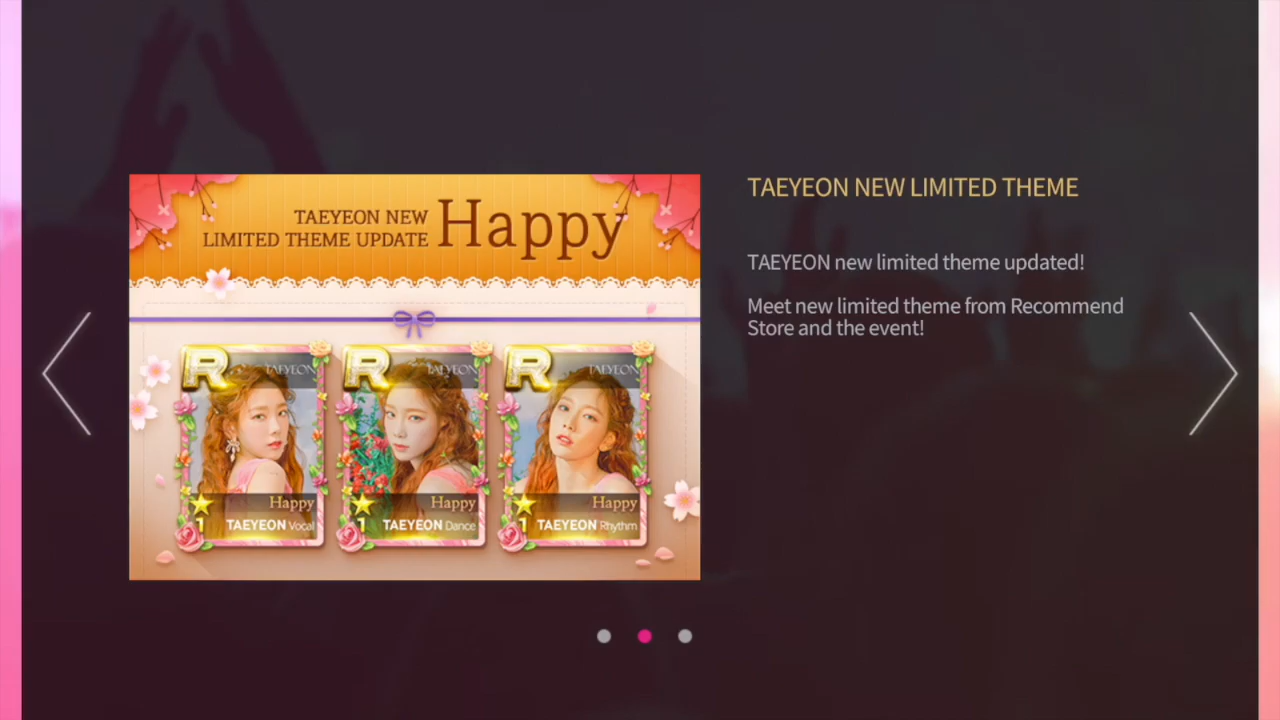 TAEYEON NEW
LIMITED THEME UPDATE
Happy
R
TAEYEON
Happy
1
TAEYEON Vocal
R
TAEYEON
Happy
1
TAEYEON Dance
R
TAEYEON
Happy
1
TAEYEON Rhythm
TAEYEON NEW LIMITED THEME
TAEYEON new limited theme updated!
Meet new limited theme from Recommend
Store and the event!